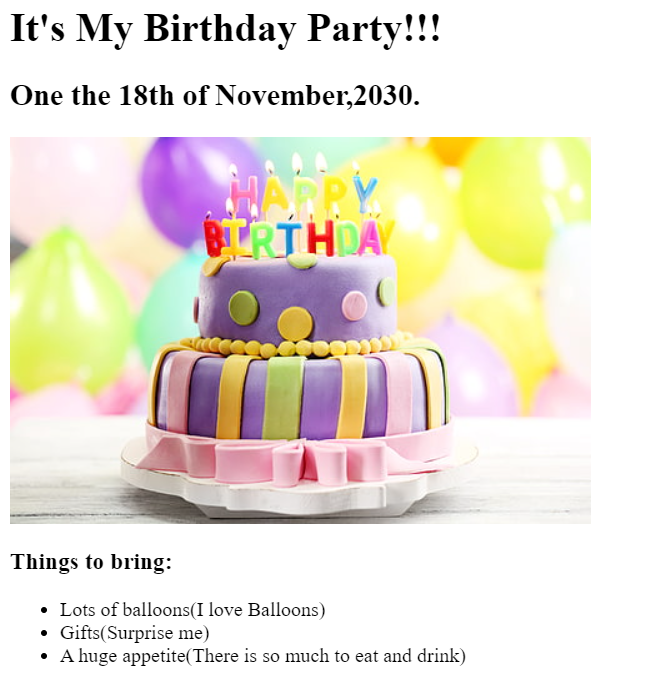 It's My Birthday Party!!!
One the 18th of November,2030.
HAPPY
BIRTHDAY
Things to bring:
Lots of balloons(I love Balloons)
Gifts(Surprise me)
A huge appetite(There is so much to eat and drink)